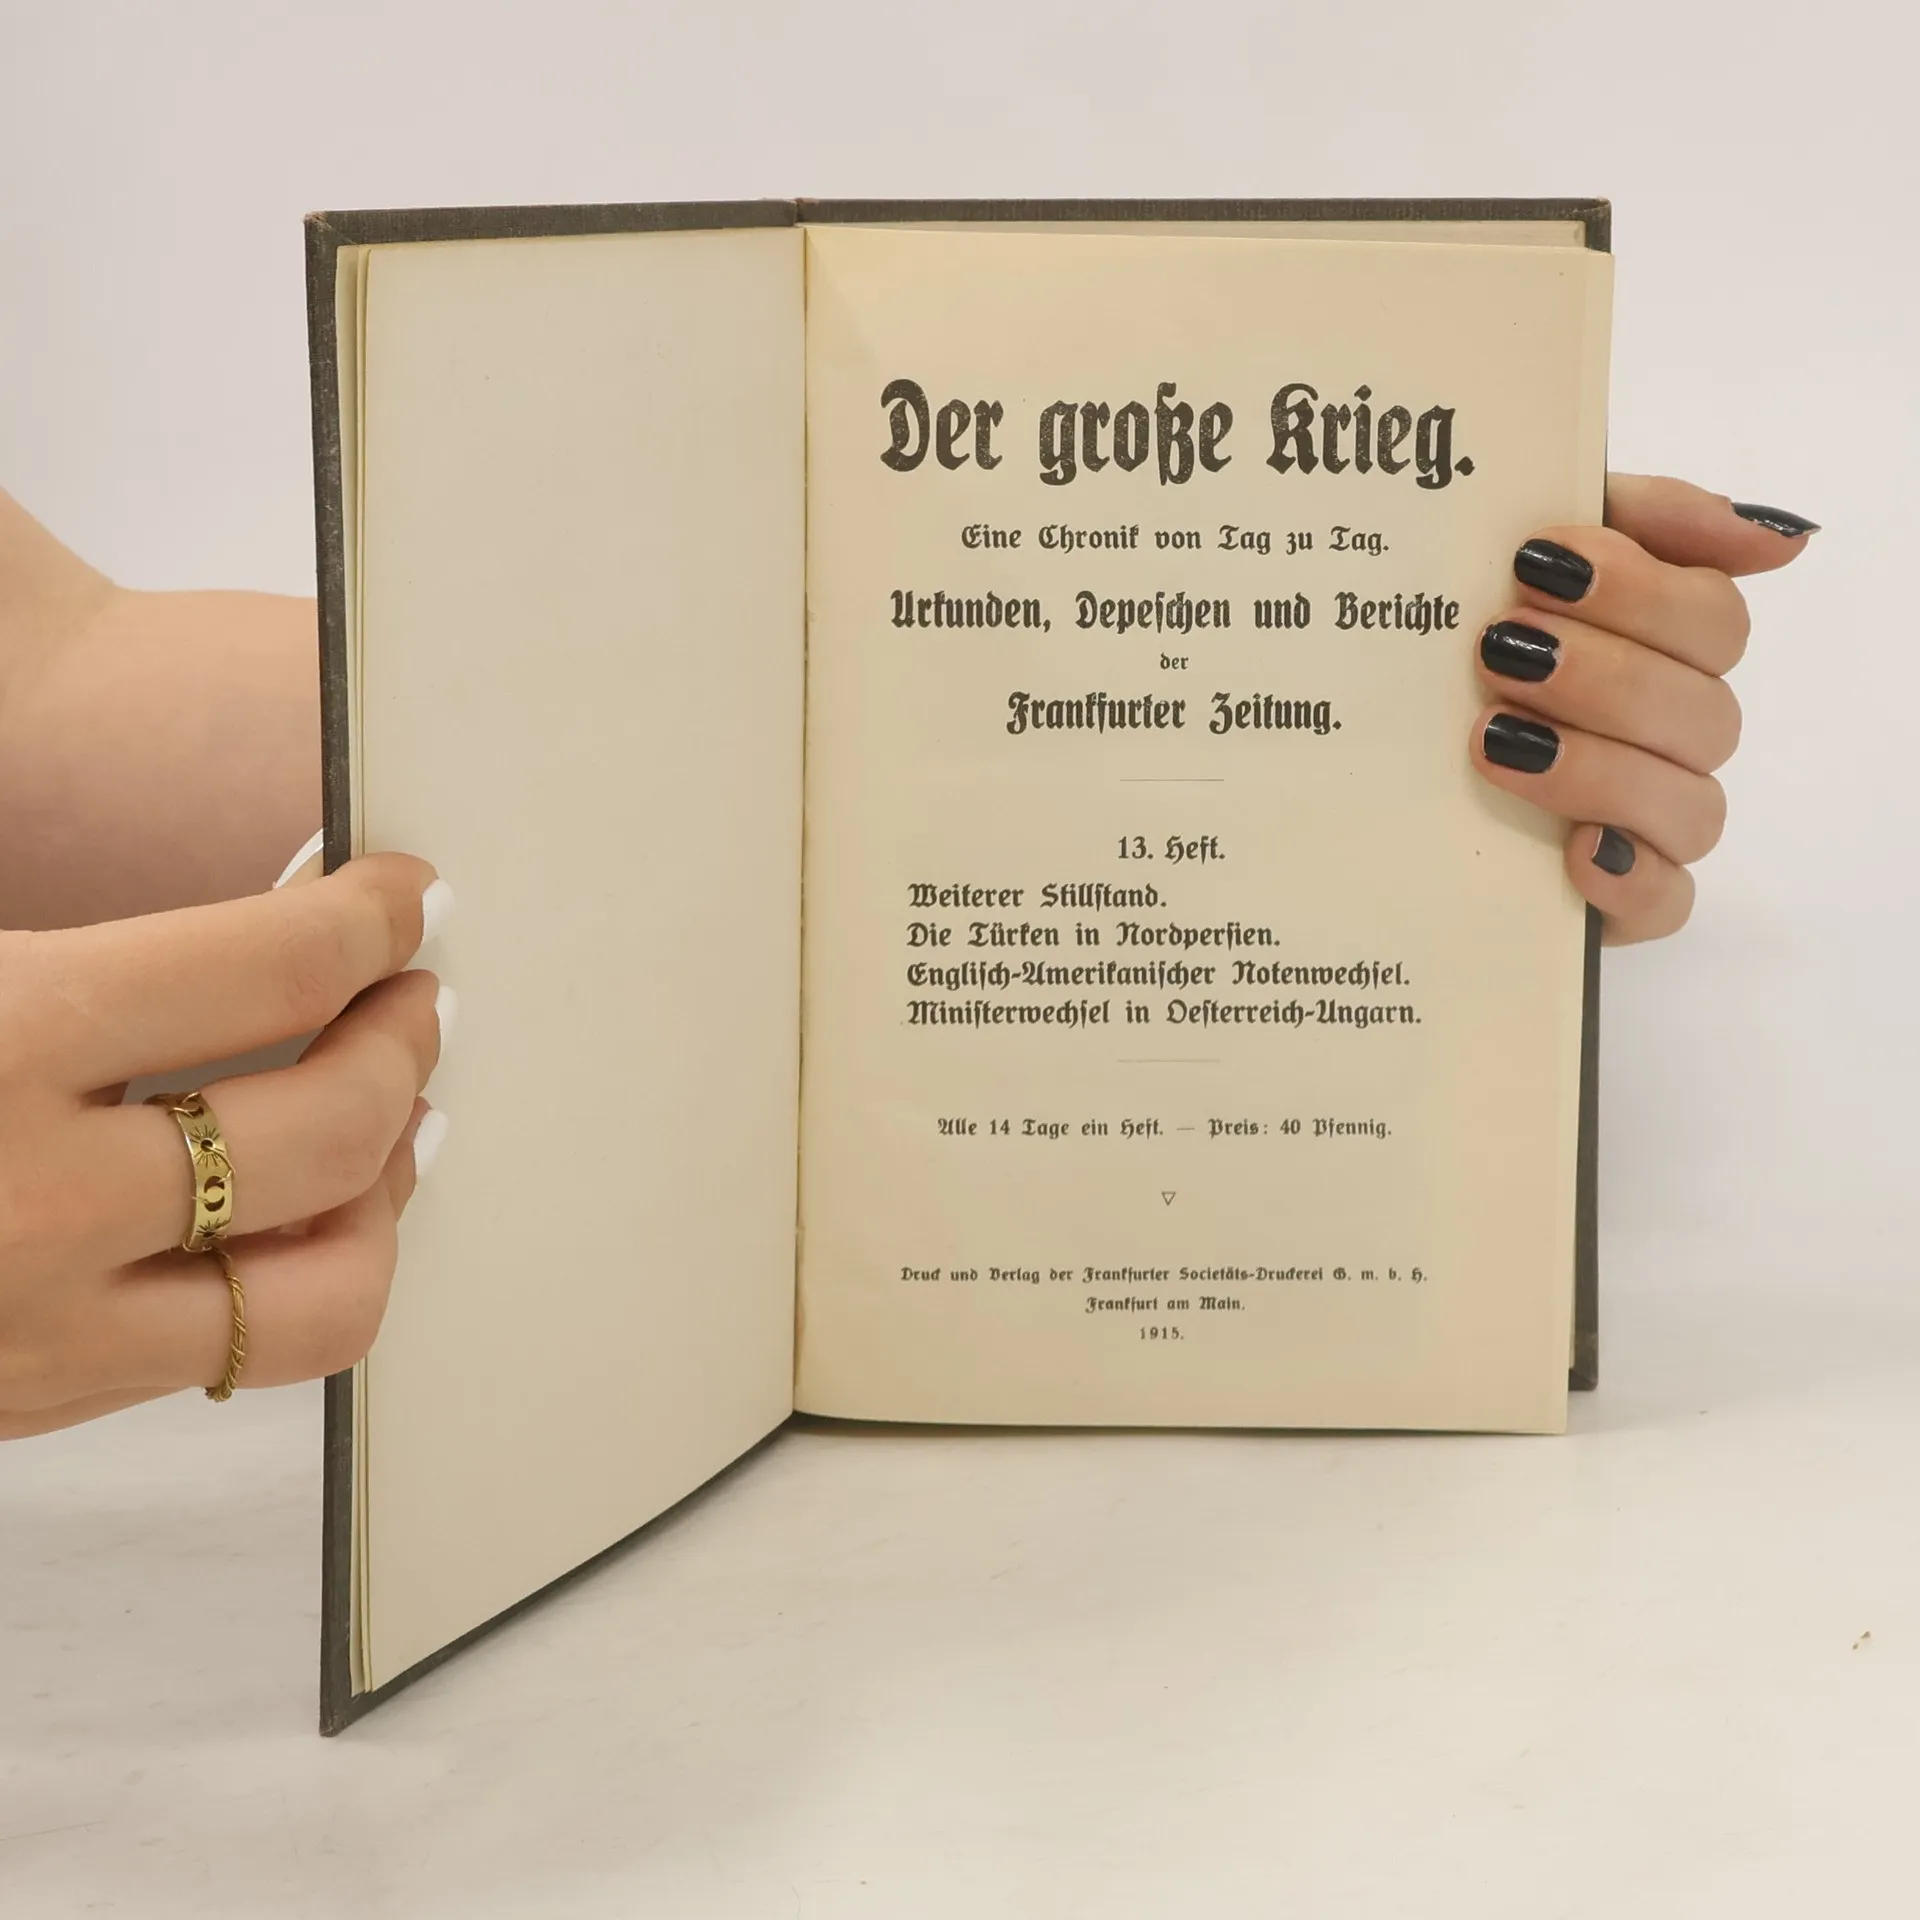 Der große Krieg.
Eine Chronik von Tag zu Tag.
Urkunden, Depeschen und Berichte
der
Frankfurter Zeitung.
13. Heft.
Weiterer Stillstand.
Die Türken in Nordpersien.
Englisch-Amerikanischer Notenwechsel.
Ministerwechsel in Oesterreich-Ungarn.
Alle 14 Tage ein Heft. — Preis: 40 Pfennig.
Druck und Verlag der Frankfurter Societäts-Druckerei G. m. b. H.
Frankfurt am Main.
1915.